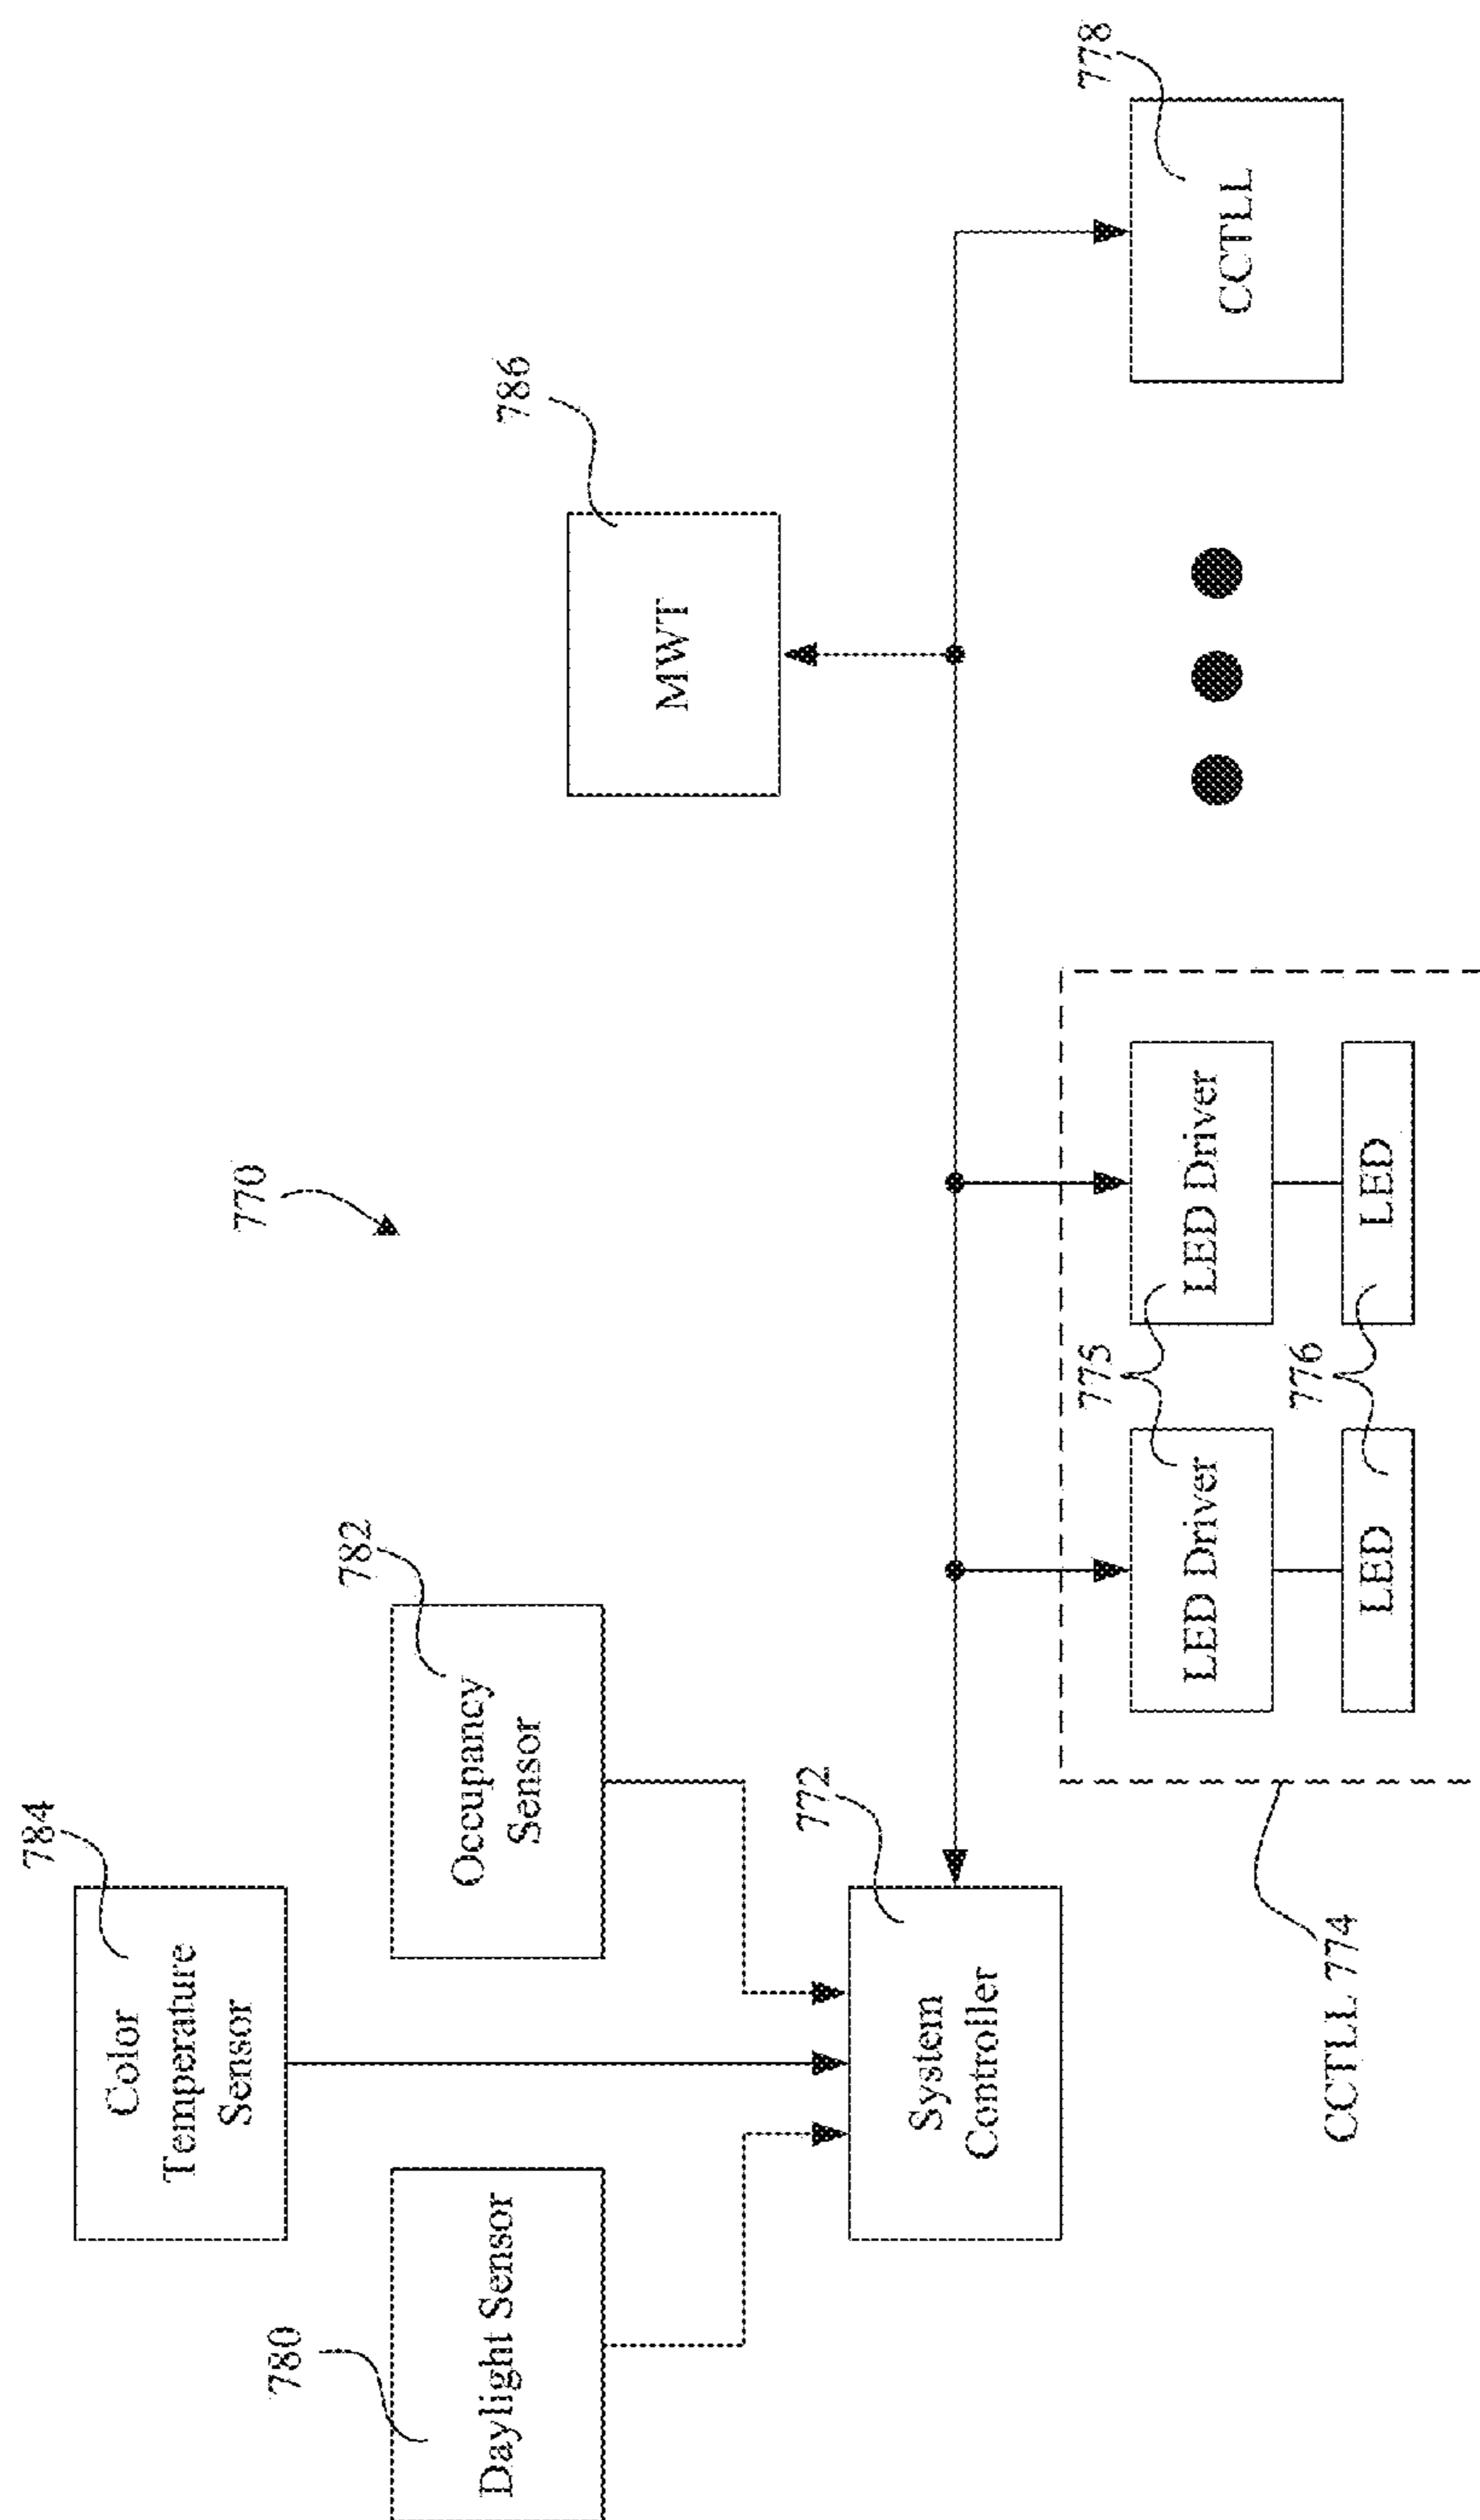 784
Color
Temperature
Sensor
780
Daylight Sensor
782
Occupancy
Sensor
770
786
MWT
772
System
Controller
778
CCTLL
775
LED Driver
LED Driver
776
LED
LED
CCTLL 774